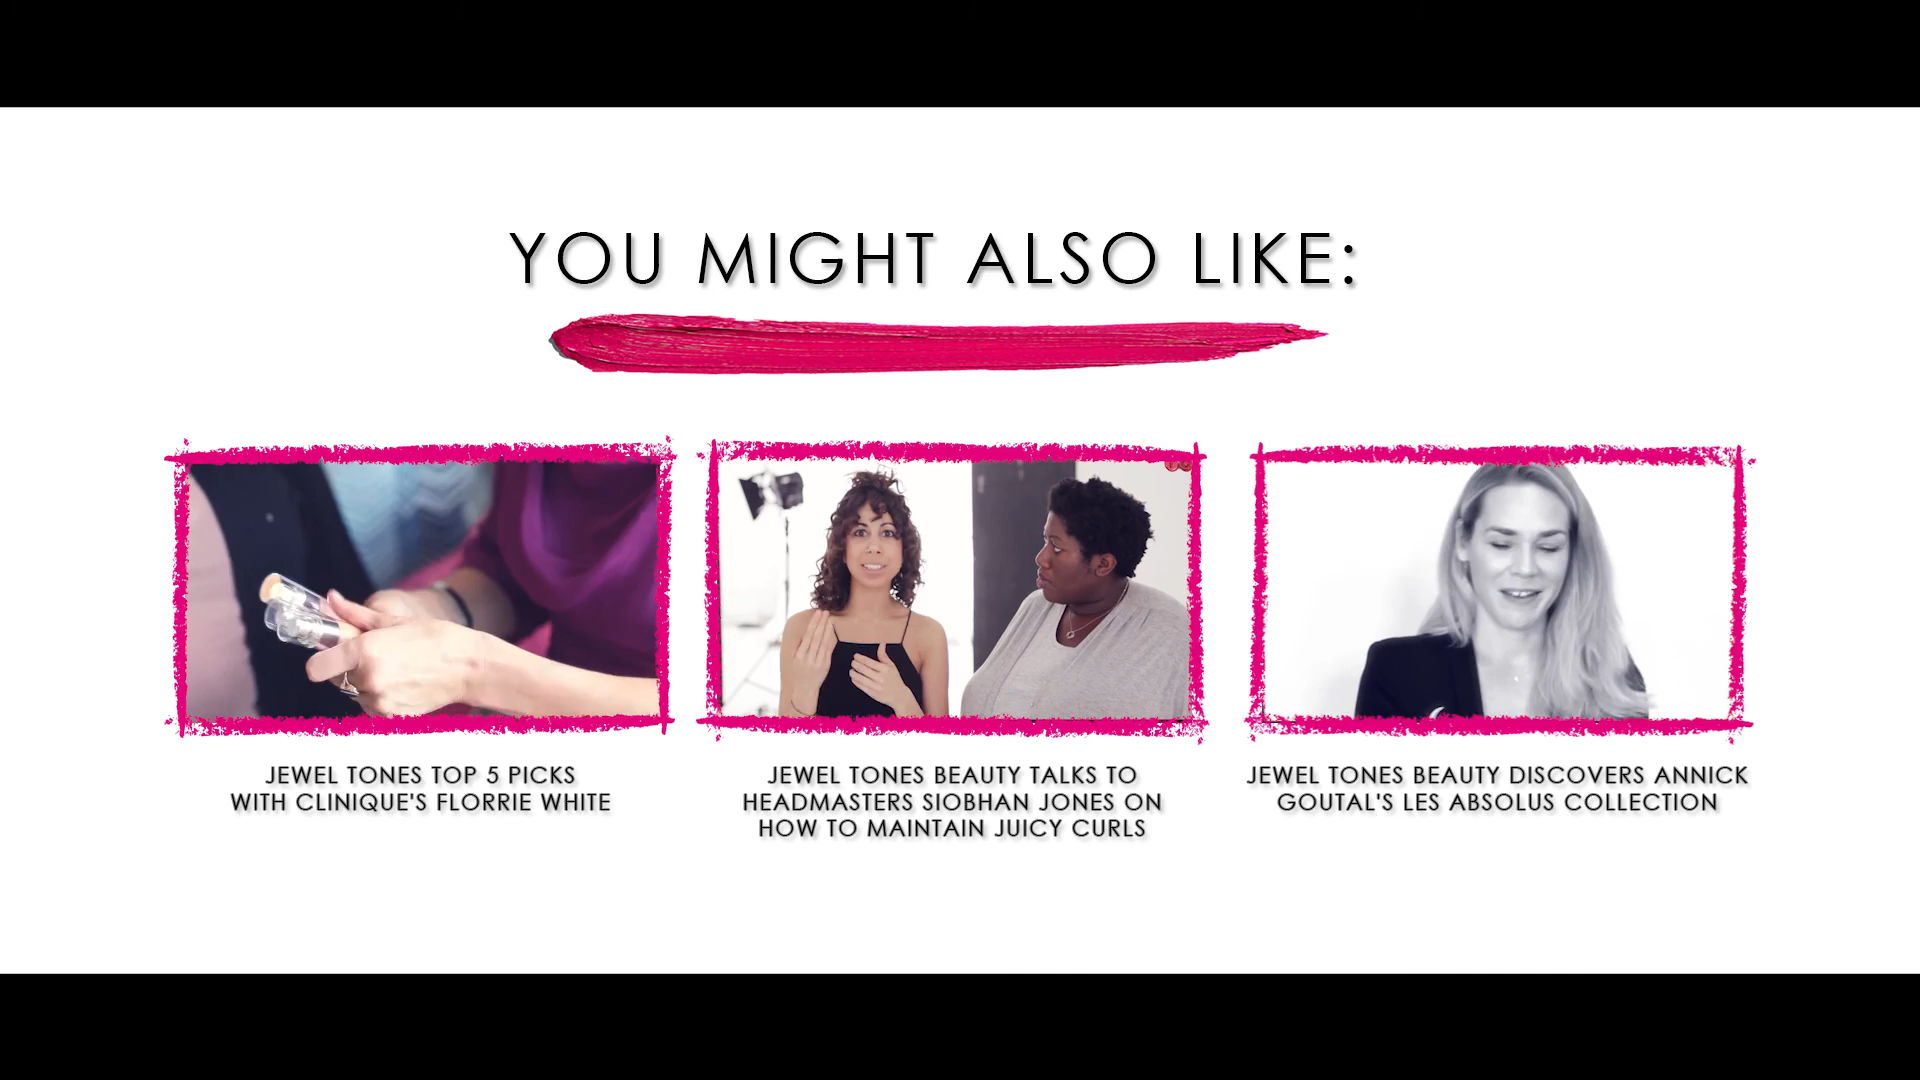 YOU MIGHT ALSO LIKE:
JEWEL TONES TOP 5 PICKS
WITH CLINIQUE'S FLORRIE WHITE
JEWEL TONES BEAUTY TALKS TO
HEADMASTERS SIOBHAN JONES ON
HOW TO MAINTAIN JUICY CURLS
JEWEL TONES BEAUTY DISCOVERS ANNICK
GOUTAL'S LES ABSOLUS COLLECTION